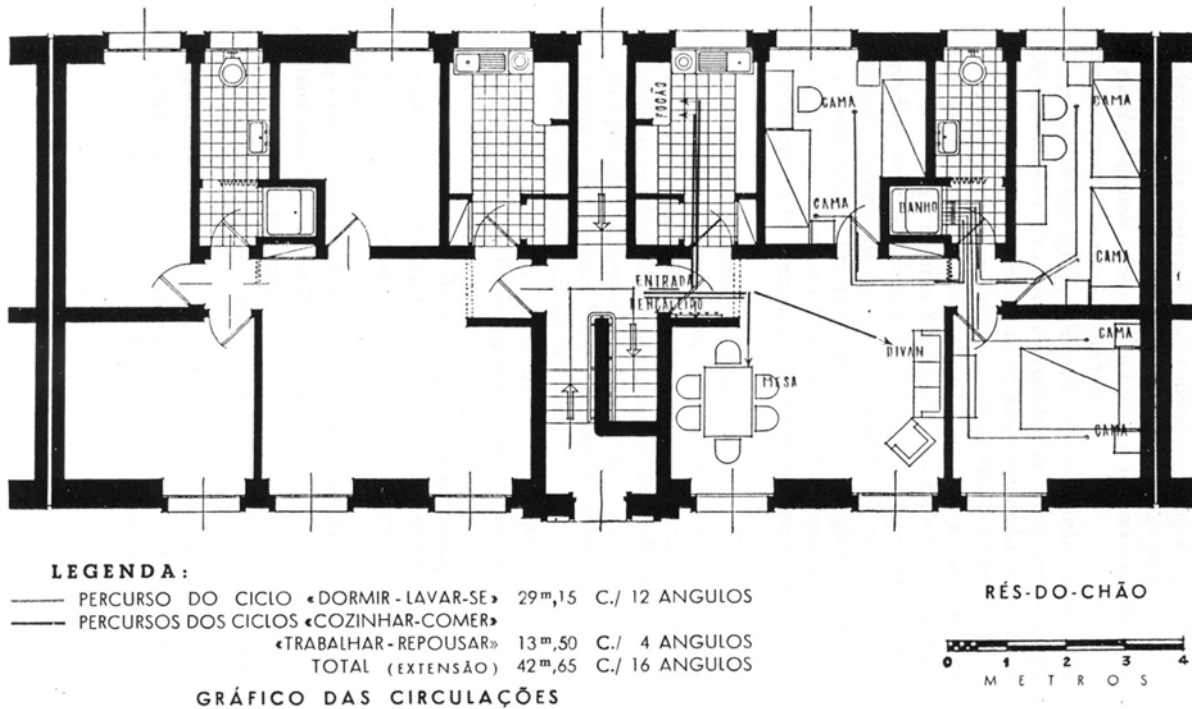 FOGÃO
CAMA
CAMA
CAMA
BANHO
CAMA
ENTRADA
BENGALEIRO
DIVAN
CAMA
MESA
CAMA
LEGENDA:
PERCURSO DO CICLO «DORMIR-LAVAR-SE» 29ᵐ,15 C./ 12 ANGULOS
PERCURSOS DOS CICLOS «COZINHAR-COMER»
«TRABALHAR-REPOUSAR» 13ᵐ,50 C./ 4 ANGULOS
TOTAL (EXTENSÃO) 42ᵐ,65 C./ 16 ANGULOS
GRÁFICO DAS CIRCULAÇÕES
RÉS-DO-CHÃO
0 1 2 3 4
METROS